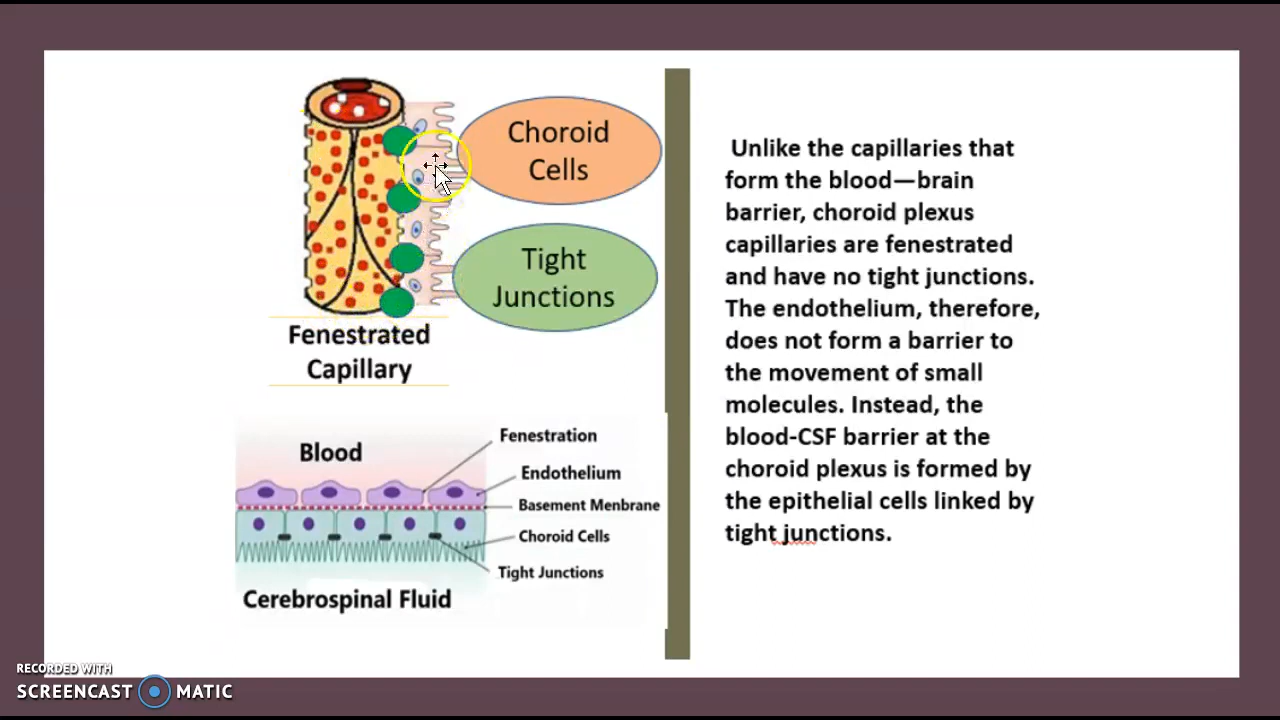 Choroid
Cells
Tight
Junctions
Fenestrated
Capillary
Blood
Fenestration
Endothelium
Basement Membrane
Choroid Cells
Tight Junctions
Cerebrospinal Fluid
Unlike the capillaries that
form the blood—brain
barrier, choroid plexus
capillaries are fenestrated
and have no tight junctions.
The endothelium, therefore,
does not form a barrier to
the movement of small
molecules. Instead, the
blood-CSF barrier at the
choroid plexus is formed by
the epithelial cells linked by
tight junctions.
RECORDED WITH
SCREENCAST MATIC